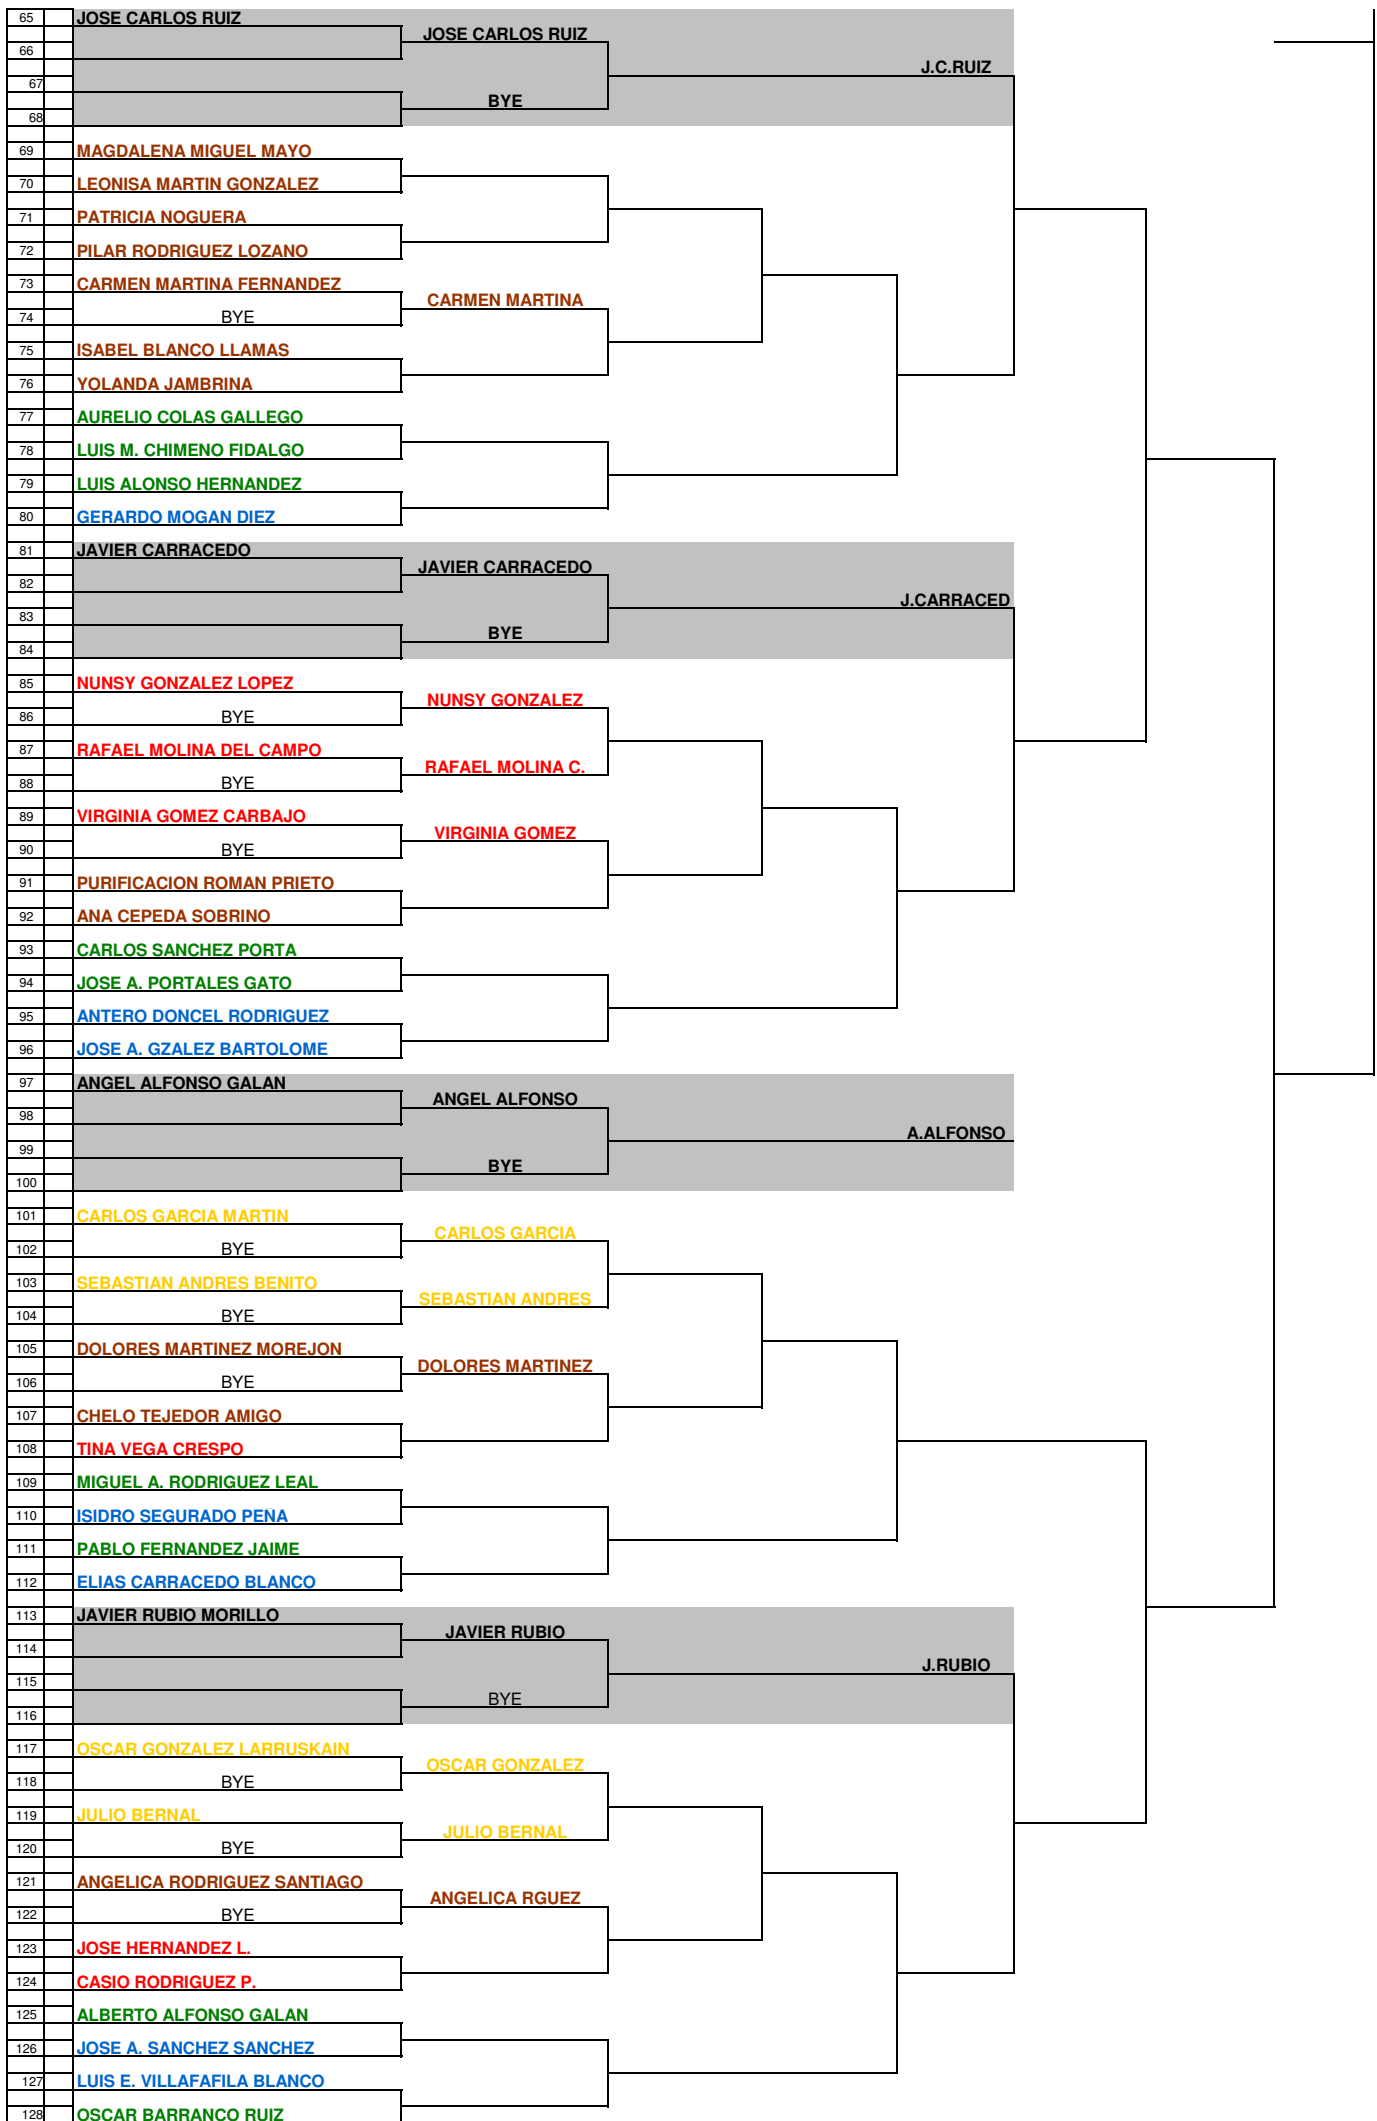 65 JOSE CARLOS RUIZ
JOSE CARLOS RUIZ
66
J.C.RUIZ
67
BYE
68
69 MAGDALENA MIGUEL MAYO
70 LEONISA MARTIN GONZALEZ
71 PATRICIA NOGUERA
72 PILAR RODRIGUEZ LOZANO
73 CARMEN MARTINA FERNANDEZ
CARMEN MARTINA
74 BYE
75 ISABEL BLANCO LLAMAS
76 YOLANDA JAMBRINA
77 AURELIO COLAS GALLEGO
78 LUIS M. CHIMENO FIDALGO
79 LUIS ALONSO HERNANDEZ
80 GERARDO MOGAN DIEZ
81 JAVIER CARRACEDO
JAVIER CARRACEDO
82
J.CARRACED
83
BYE
84
85 NUNSY GONZALEZ LOPEZ
NUNSY GONZALEZ
86 BYE
87 RAFAEL MOLINA DEL CAMPO
RAFAEL MOLINA C.
88 BYE
89 VIRGINIA GOMEZ CARBAJO
VIRGINIA GOMEZ
90 BYE
91 PURIFICACION ROMAN PRIETO
92 ANA CEPEDA SOBRINO
93 CARLOS SANCHEZ PORTA
94 JOSE A. PORTALES GATO
95 ANTERO DONCEL RODRIGUEZ
96 JOSE A. GZALEZ BARTOLOME
97 ANGEL ALFONSO GALAN
ANGEL ALFONSO
98
A.ALFONSO
99
BYE
100
101 CARLOS GARCIA MARTIN
CARLOS GARCIA
102 BYE
103 SEBASTIAN ANDRES BENITO
SEBASTIAN ANDRES
104 BYE
105 DOLORES MARTINEZ MOREJON
DOLORES MARTINEZ
106 BYE
107 CHELO TEJEDOR AMIGO
108 TINA VEGA CRESPO
109 MIGUEL A. RODRIGUEZ LEAL
110 ISIDRO SEGURADO PEÑA
111 PABLO FERNANDEZ JAIME
112 ELIAS CARRACEDO BLANCO
113 JAVIER RUBIO MORILLO
JAVIER RUBIO
114
J.RUBIO
115
BYE
116
117 OSCAR GONZALEZ LARRUSKAIN
OSCAR GONZALEZ
118 BYE
119 JULIO BERNAL
JULIO BERNAL
120 BYE
121 ANGELICA RODRIGUEZ SANTIAGO
ANGELICA RGUEZ
122 BYE
123 JOSE HERNANDEZ L.
124 CASIO RODRIGUEZ P.
125 ALBERTO ALFONSO GALAN
126 JOSE A. SANCHEZ SANCHEZ
127 LUIS E. VILLAFAFILA BLANCO
128 OSCAR BARRANCO RUIZ